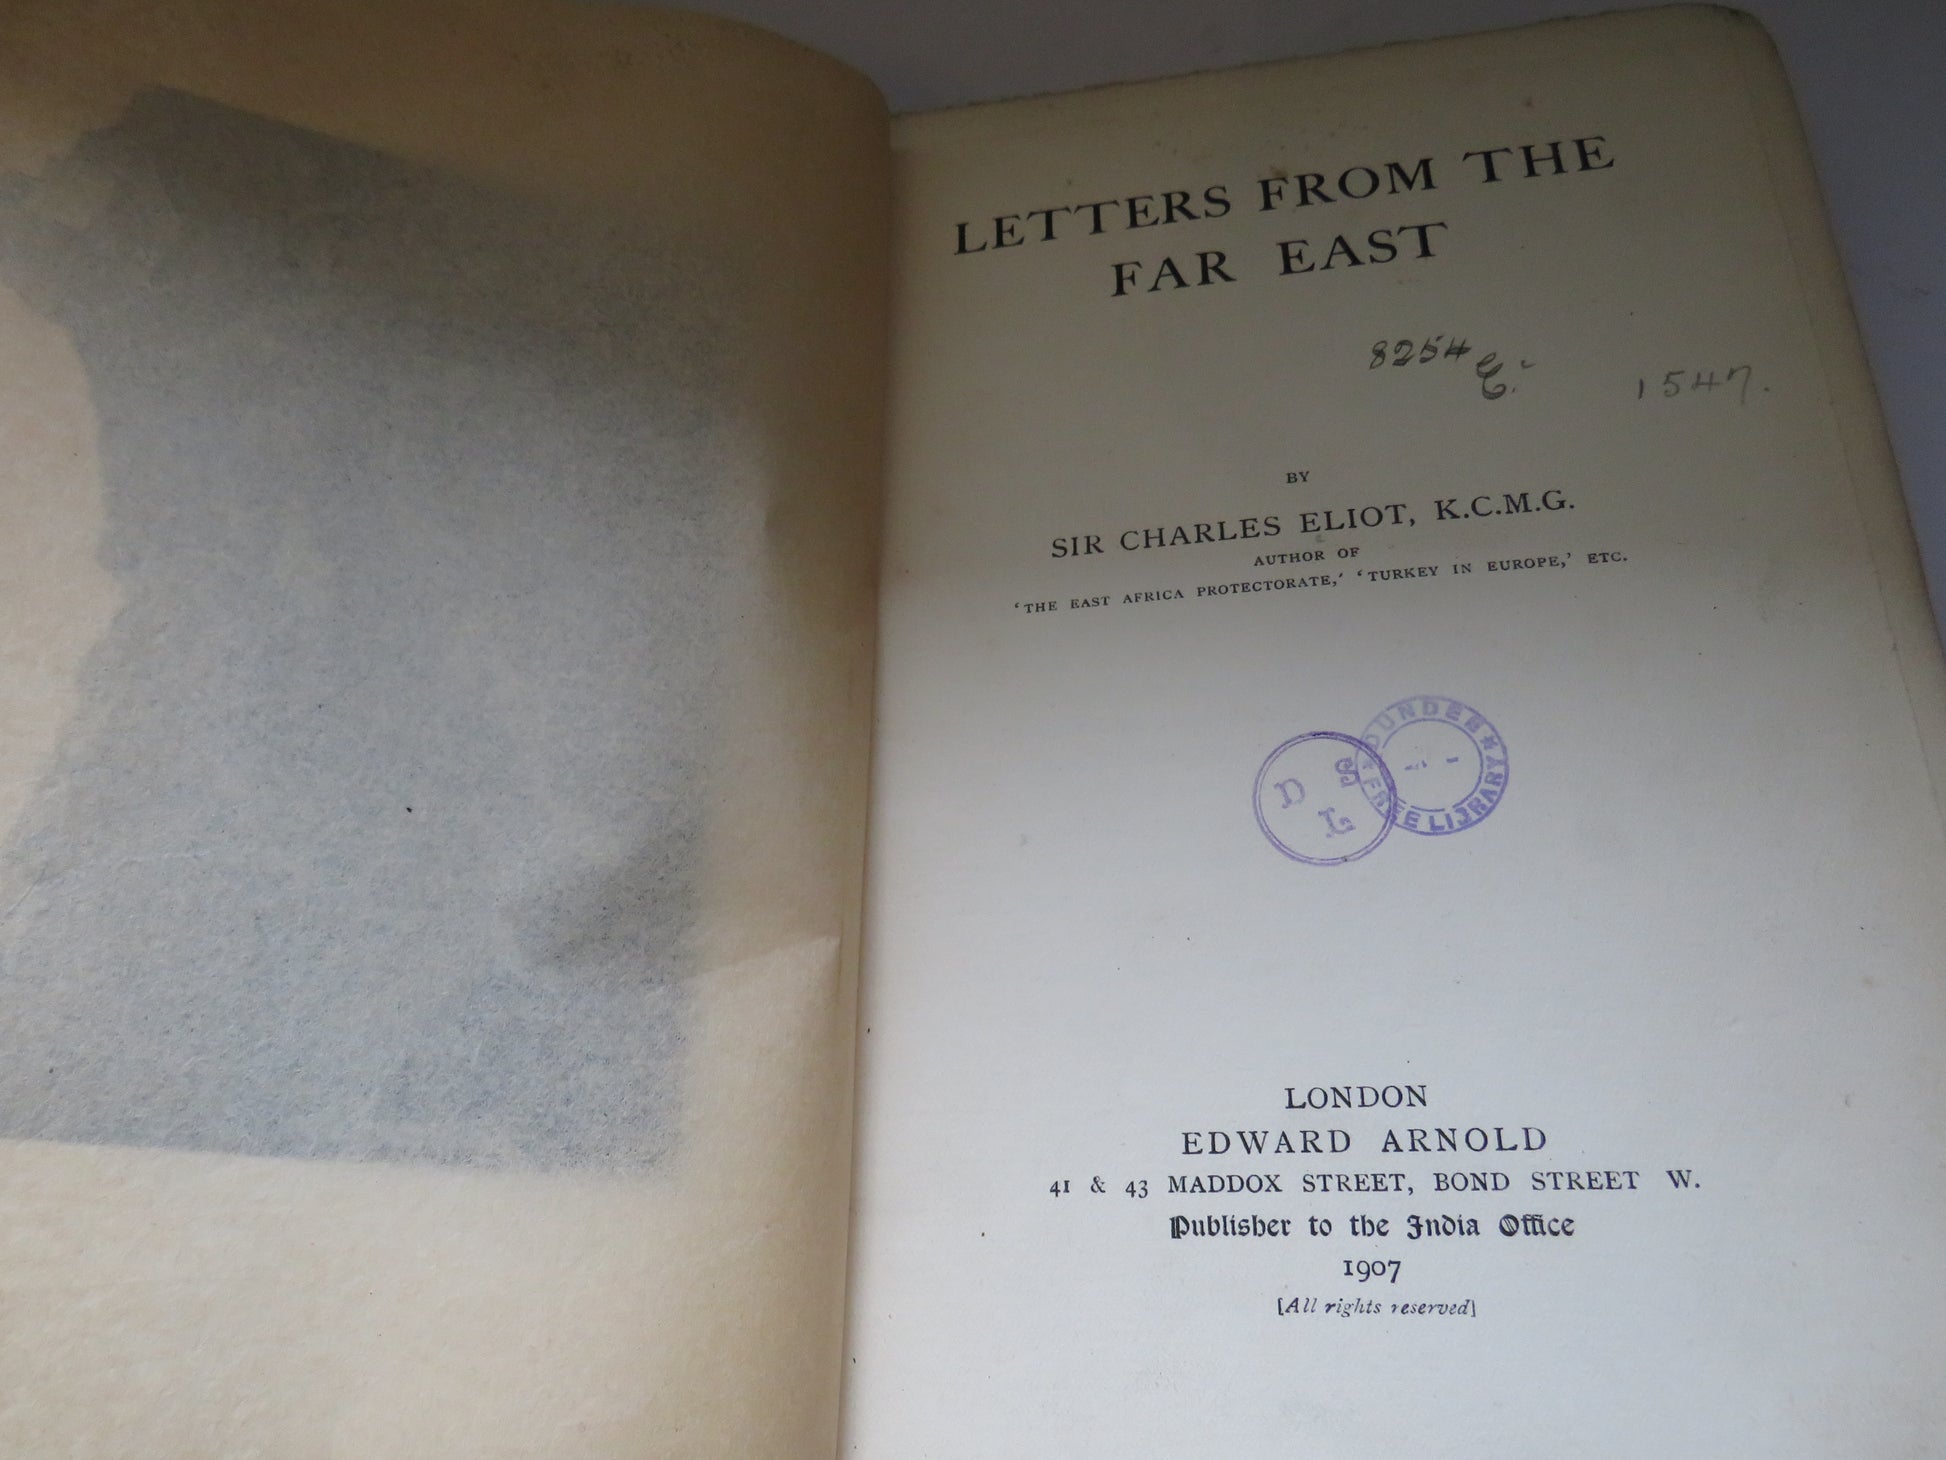 LETTERS FROM THE
FAR EAST
8254
1547.
BY
SIR CHARLES ELIOT, K.C.M.G.
AUTHOR OF
'THE EAST AFRICA PROTECTORATE,' 'TURKEY IN EUROPE,' ETC.
D S
L
DUNDEE ★ FREE LIBRARY
LONDON
EDWARD ARNOLD
41 & 43 MADDOX STREET, BOND STREET W.
Publisher to the India Office
1907
[All rights reserved]